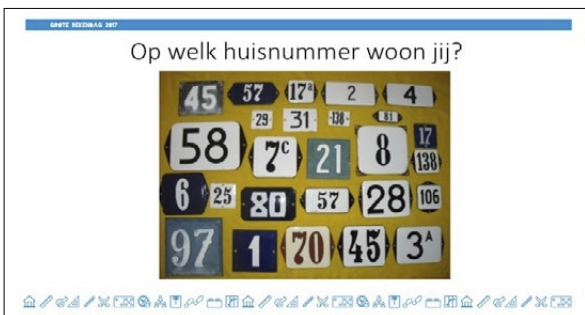 GROTE REKENDAG 2017
Op welk huisnummer woon jij?
45 57 17a 2 4
29 31 138 81
58 7c 21 8 17
138
6 25 80 57 28 106
97 1 70 45 3A